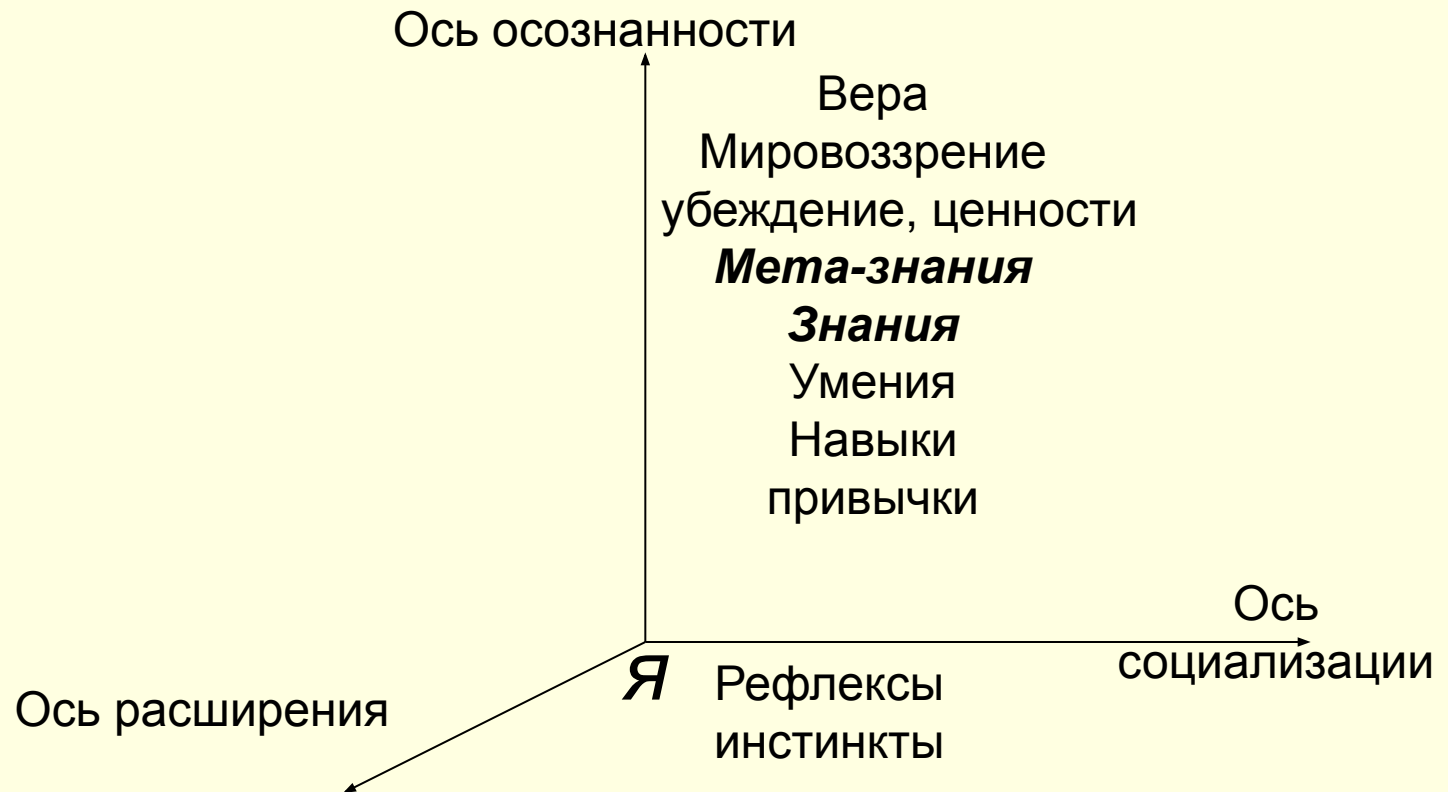 Ось осознанности
Вера
Мировоззрение
убеждение, ценности
Мета-знания
Знания
Умения
Навыки
привычки
Ось
социализации
Я
Рефлексы
инстинкты
Ось расширения